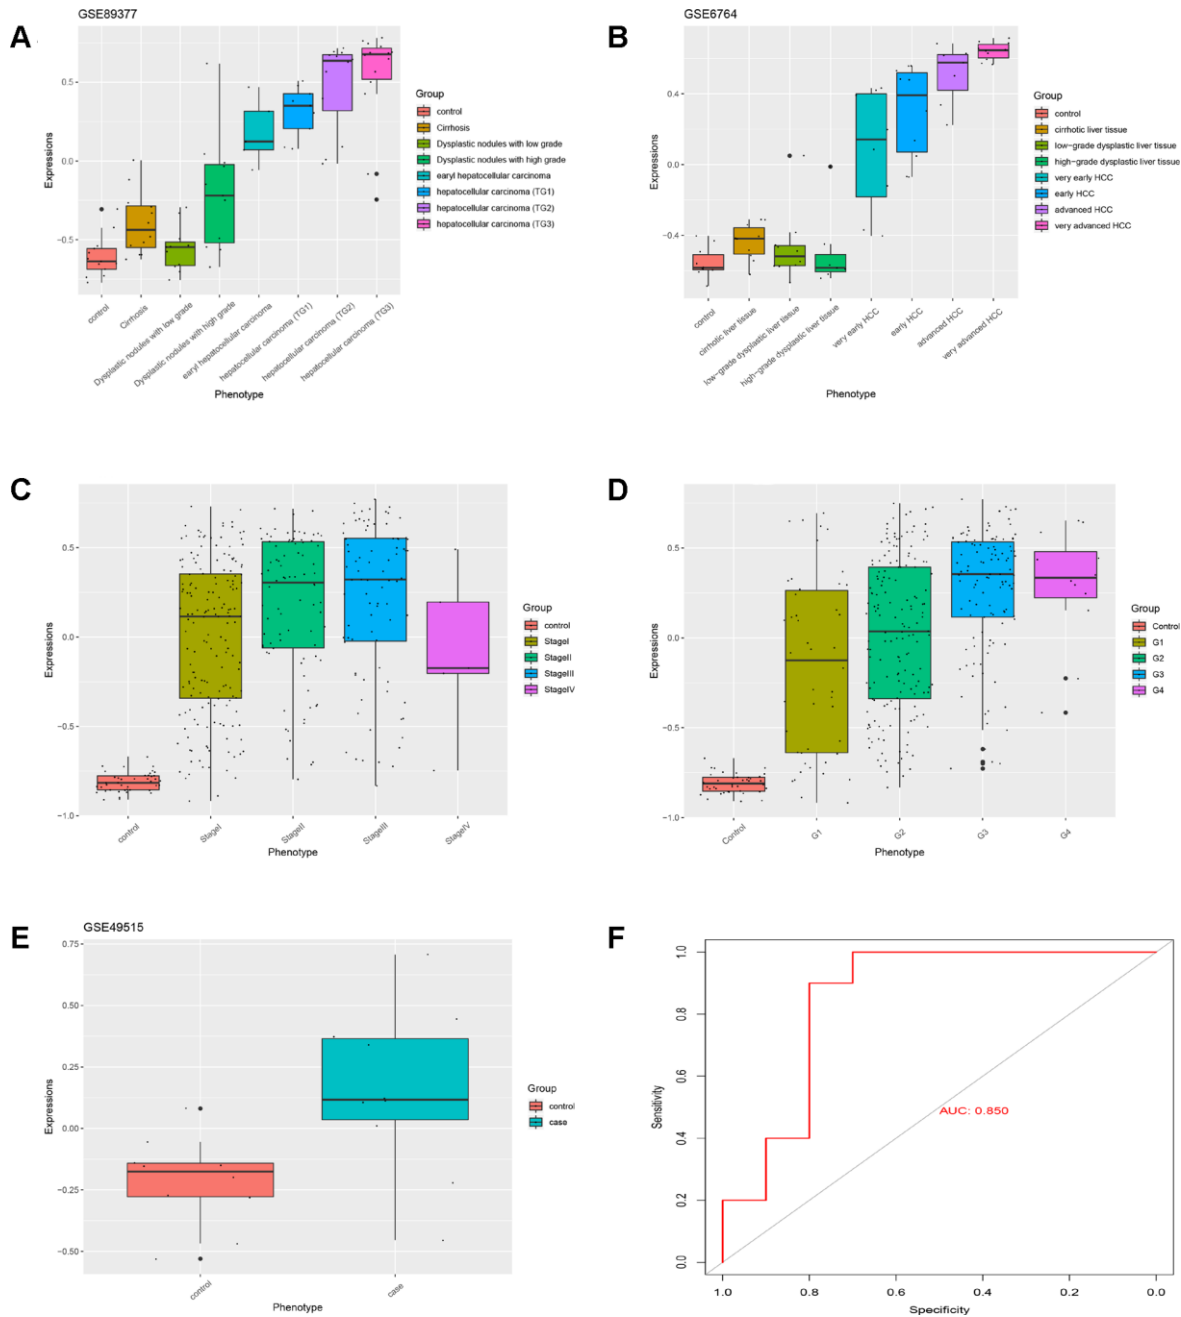 A
GSE89377
Expressions
0.5
0.0
−0.5
control
Cirrhosis
Dysplastic nodules with low grade
Dysplastic nodules with high grade
earyl hepatocellular carcinoma
hepatocellular carcinoma (TG1)
hepatocellular carcinoma (TG2)
hepatocellular carcinoma (TG3)
Phenotype
Group
control
Cirrhosis
Dysplastic nodules with low grade
Dysplastic nodules with high grade
earyl hepatocellular carcinoma
hepatocellular carcinoma (TG1)
hepatocellular carcinoma (TG2)
hepatocellular carcinoma (TG3)
B
GSE6764
Expressions
0.4
0.0
−0.4
control
cirrhotic liver tissue
low−grade dysplastic liver tissue
high−grade dysplastic liver tissue
very early HCC
early HCC
advanced HCC
very advanced HCC
Phenotype
Group
control
cirrhotic liver tissue
low−grade dysplastic liver tissue
high−grade dysplastic liver tissue
very early HCC
early HCC
advanced HCC
very advanced HCC
C
Expressions
0.5
0.0
−0.5
−1.0
control
StageI
StageII
StageIII
StageIV
Phenotype
Group
control
StageI
StageII
StageIII
StageIV
D
Expressions
0.5
0.0
−0.5
−1.0
Control
G1
G2
G3
G4
Phenotype
Group
Control
G1
G2
G3
G4
E
GSE49515
Expressions
0.75
0.50
0.25
0.00
−0.25
−0.50
control
case
Phenotype
Group
control
case
F
Sensitivity
1.0
0.8
0.6
0.4
0.2
0.0
AUC: 0.850
1.0 0.8 0.6 0.4 0.2 0.0
Specificity